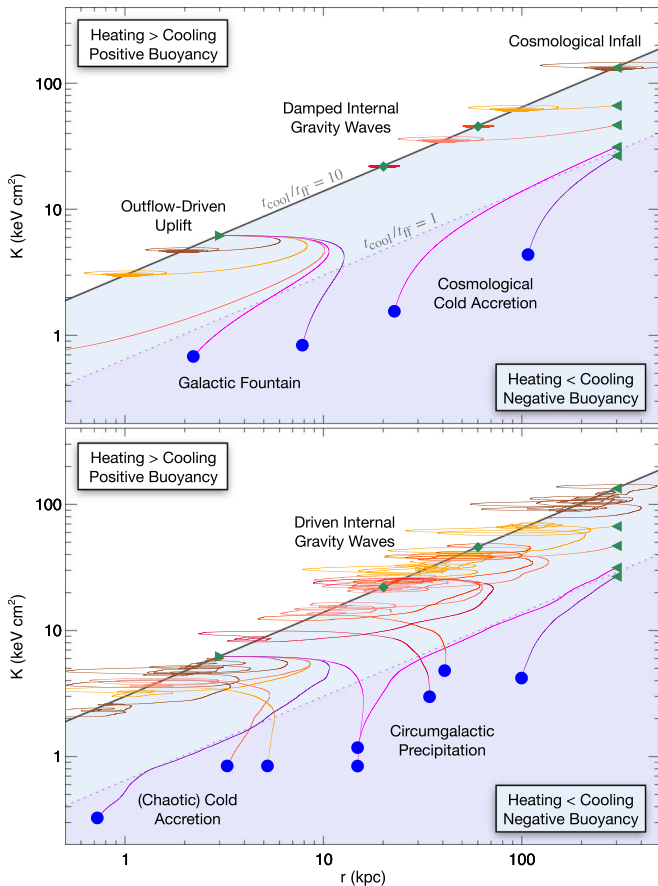 Heating > Cooling
Positive Buoyancy
Cosmological Infall
100
Damped Internal
Gravity Waves
t_cool/t_ff = 10
K (keV cm²)
10
Outflow-Driven
Uplift
t_cool/t_ff = 1
Cosmological
Cold Accretion
1
Galactic Fountain
Heating < Cooling
Negative Buoyancy
Heating > Cooling
Positive Buoyancy
100
Driven Internal
Gravity Waves
K (keV cm²)
10
Circumgalactic
Precipitation
1
(Chaotic) Cold
Accretion
Heating < Cooling
Negative Buoyancy
1
10
100
r (kpc)